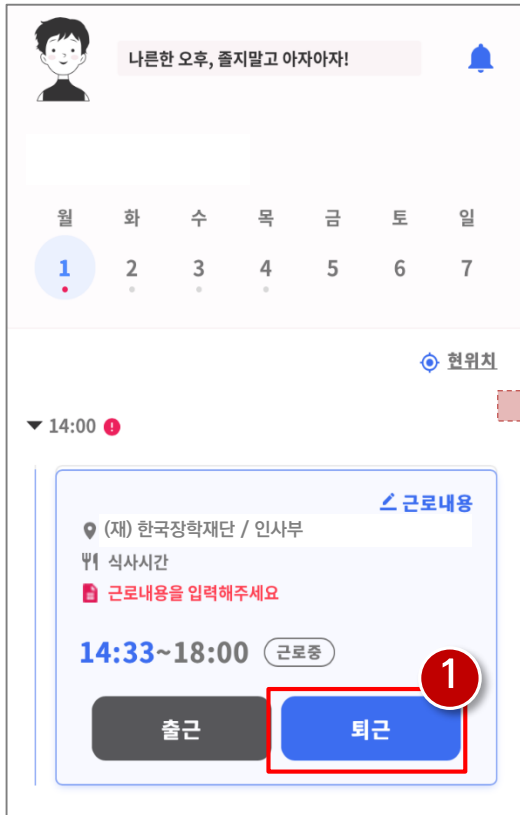 나른한 오후, 졸지말고 아자아자!
월 화 수 목 금 토 일
1 2 3 4 5 6 7
현위치
14:00
근로내용
(재) 한국장학재단 / 인사부
식사시간
근로내용을 입력해주세요
14:33~18:00 근로중
1
출근 퇴근